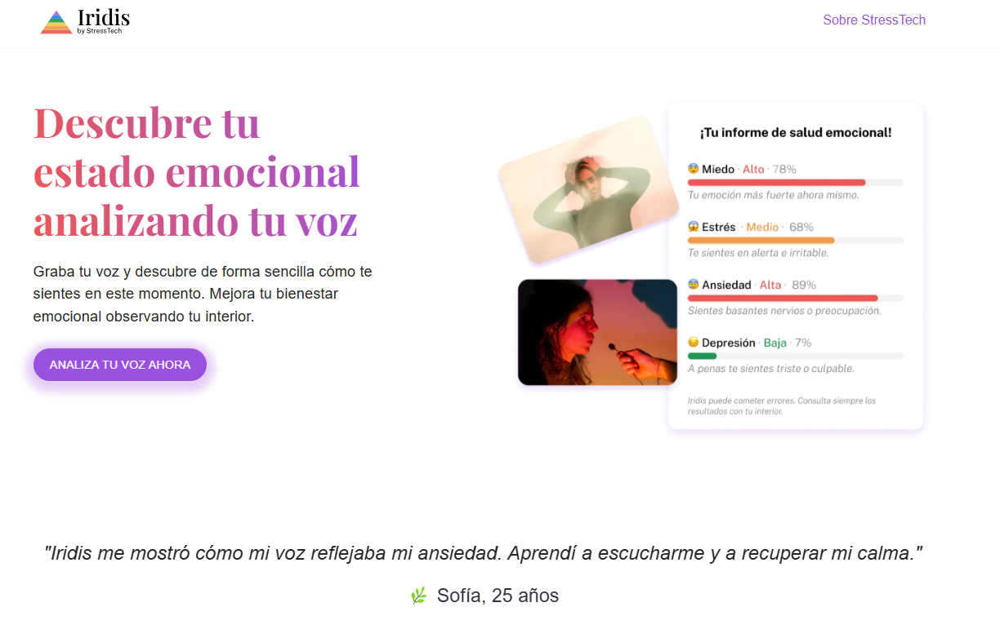 Iridis
by StressTech
Sobre StressTech
Descubre tu
estado emocional
analizando tu voz
Graba tu voz y descubre de forma sencilla cómo te
sientes en este momento. Mejora tu bienestar
emocional observando tu interior.
ANALIZA TU VOZ AHORA
¡Tu informe de salud emocional!
😨 Miedo · Alto · 78%
Tu emoción más fuerte ahora mismo.
😱 Estrés · Medio · 68%
Te sientes en alerta e irritable.
😨 Ansiedad · Alta · 89%
Sientes basantes nervios o preocupación.
😔 Depresión · Baja · 7%
A penas te sientes triste o culpable.
Iridis puede cometer errores. Consulta siempre los
resultados con tu interior.
"Iridis me mostró cómo mi voz reflejaba mi ansiedad. Aprendí a escucharme y a recuperar mi calma."
🌿 Sofía, 25 años